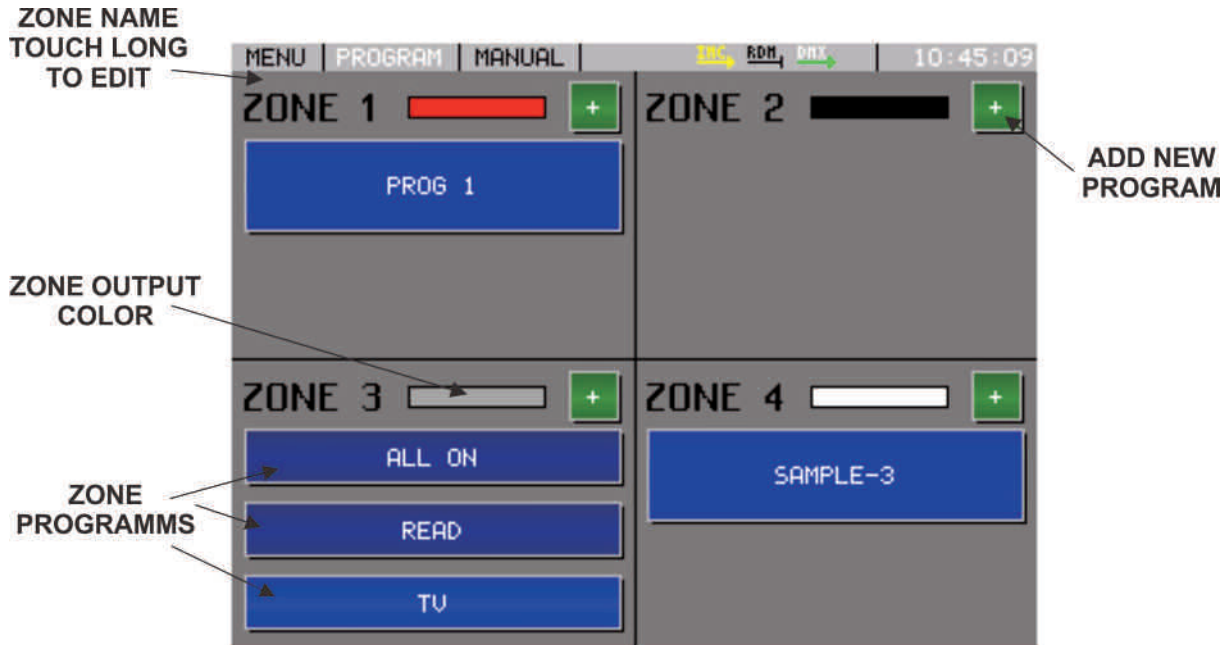 ZONE NAME
TOUCH LONG
TO EDIT
MENU PROGRAM MANUAL INC RDM DMX 10:45:09
ZONE 1 +
ZONE 2 +
PROG 1
ADD NEW
PROGRAM
ZONE OUTPUT
COLOR
ZONE 3 +
ZONE 4 +
ALL ON
SAMPLE-3
ZONE
PROGRAMMS
READ
TV